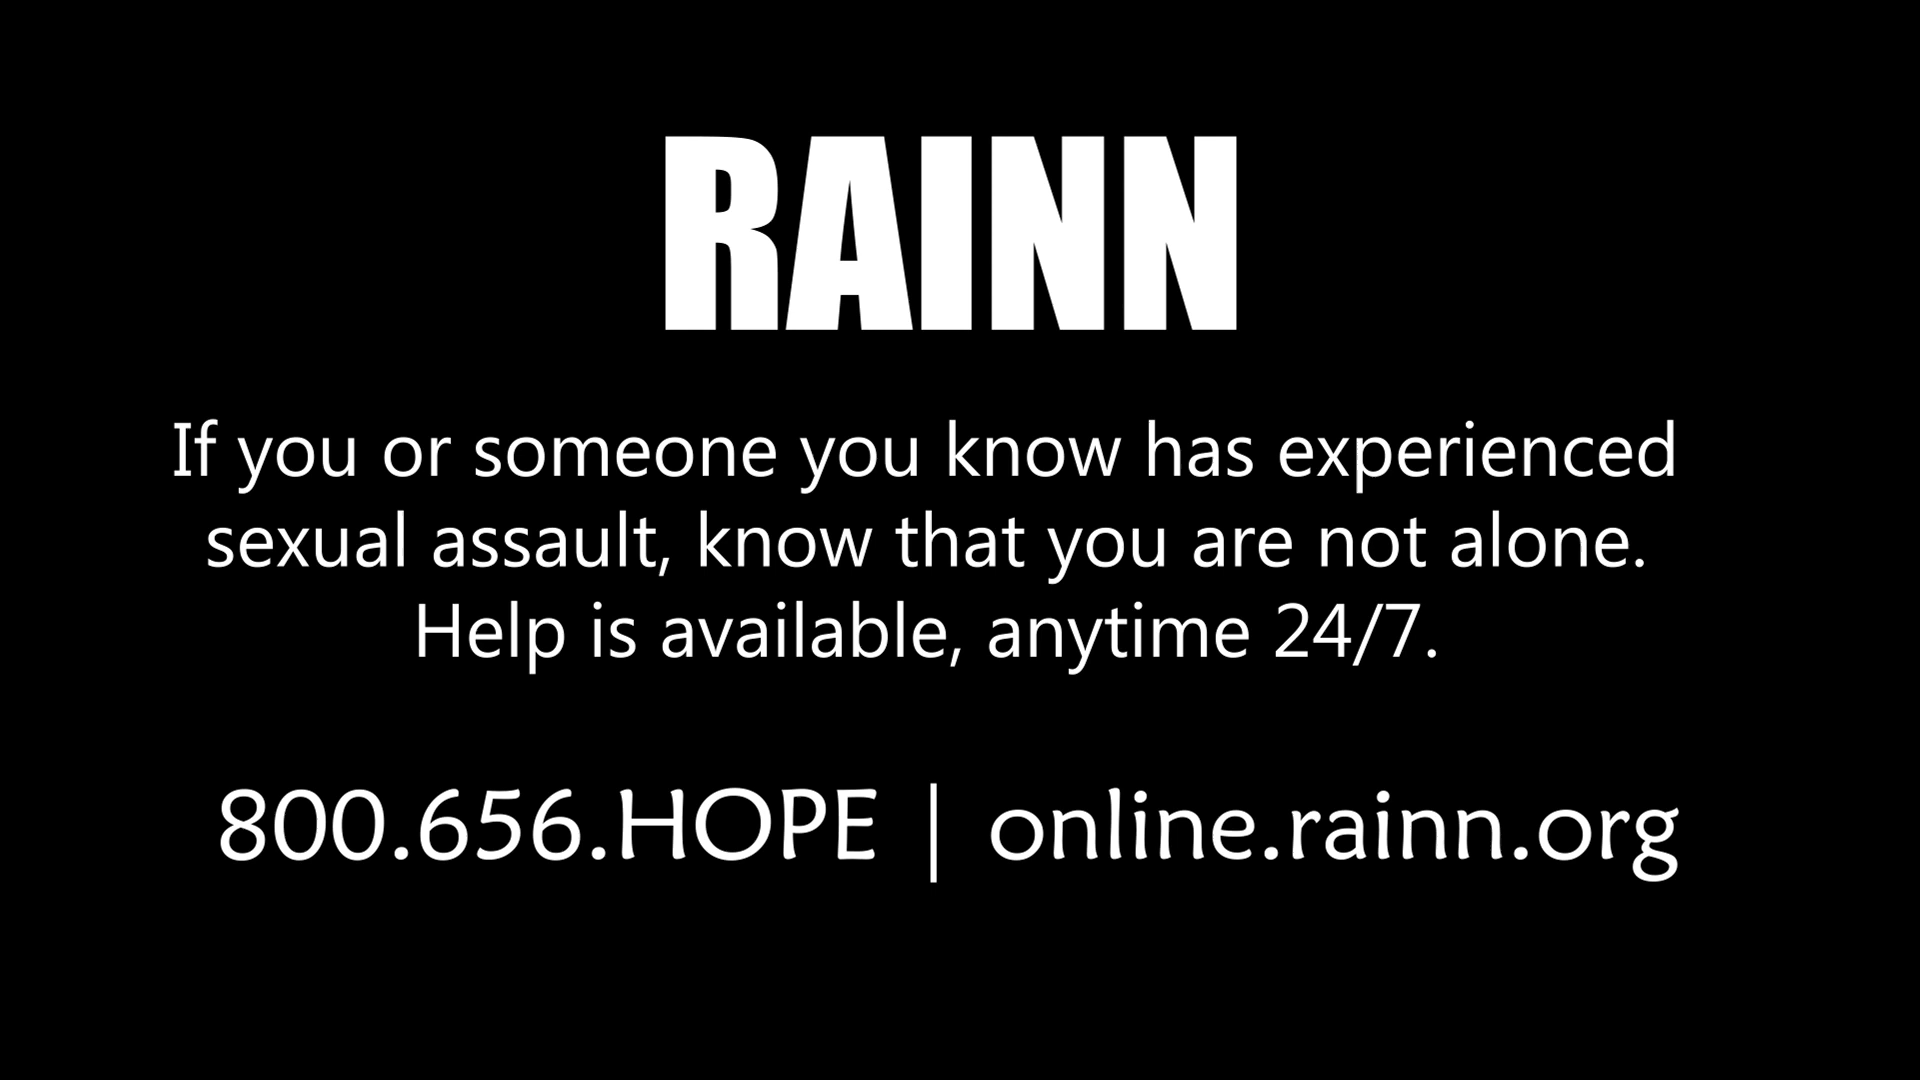 RAINN
If you or someone you know has experienced
sexual assault, know that you are not alone.
Help is available, anytime 24/7.
800.656.HOPE | online.rainn.org